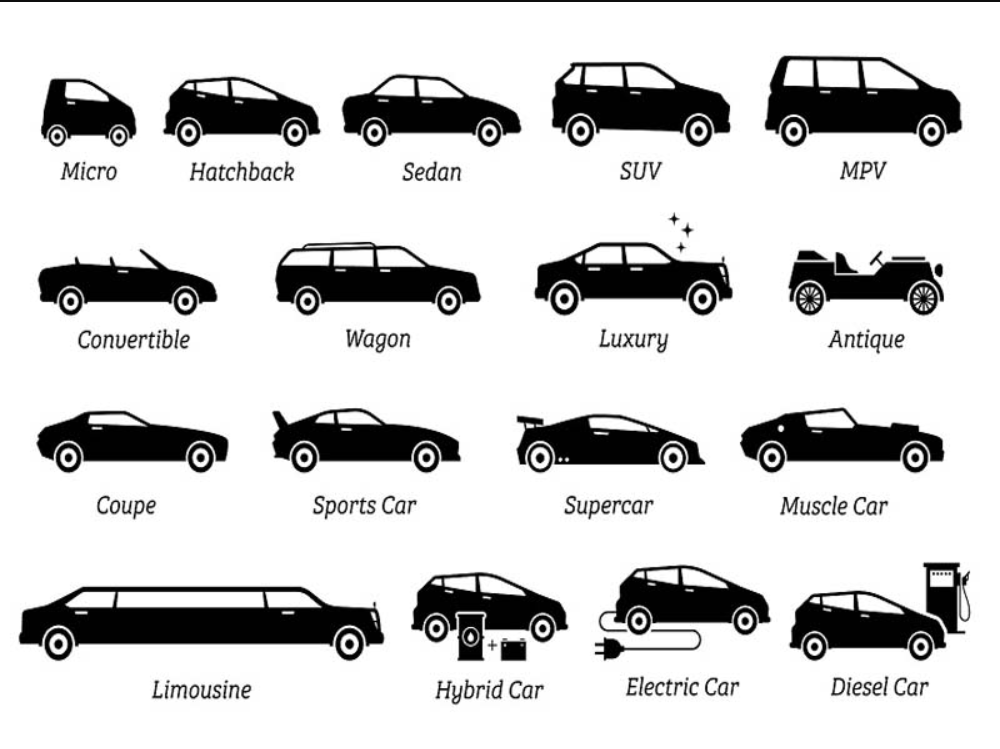 Micro
Hatchback
Sedan
SUV
MPV
Convertible
Wagon
Luxury
Antique
Coupe
Sports Car
Supercar
Muscle Car
Limousine
Hybrid Car
Electric Car
Diesel Car